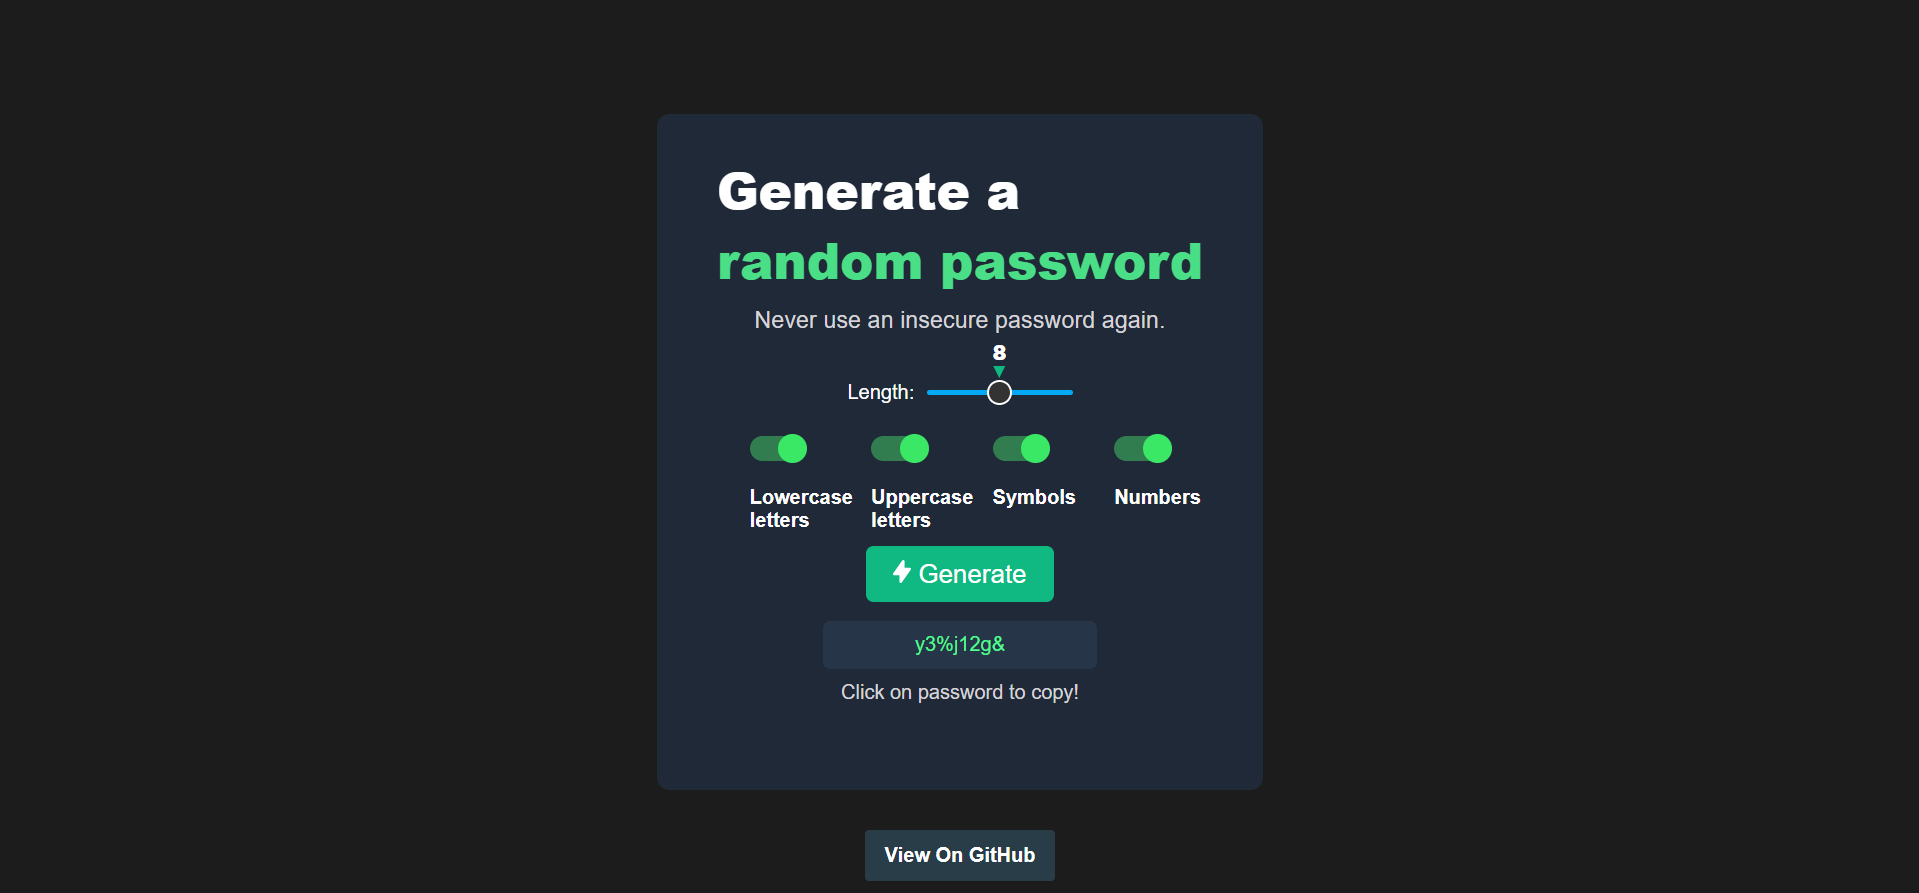 Generate a
random password
Never use an insecure password again.
8
Length:
Lowercase letters
Uppercase letters
Symbols
Numbers
Generate
y3%j12g&
Click on password to copy!
View On GitHub